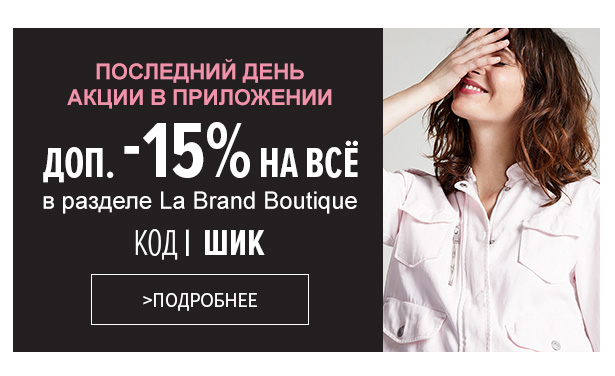 ПОСЛЕДНИЙ ДЕНЬ
АКЦИИ В ПРИЛОЖЕНИИ
ДОП. -15% НА ВСЁ
в разделе La Brand Boutique
КОД | ШИК
>ПОДРОБНЕЕ